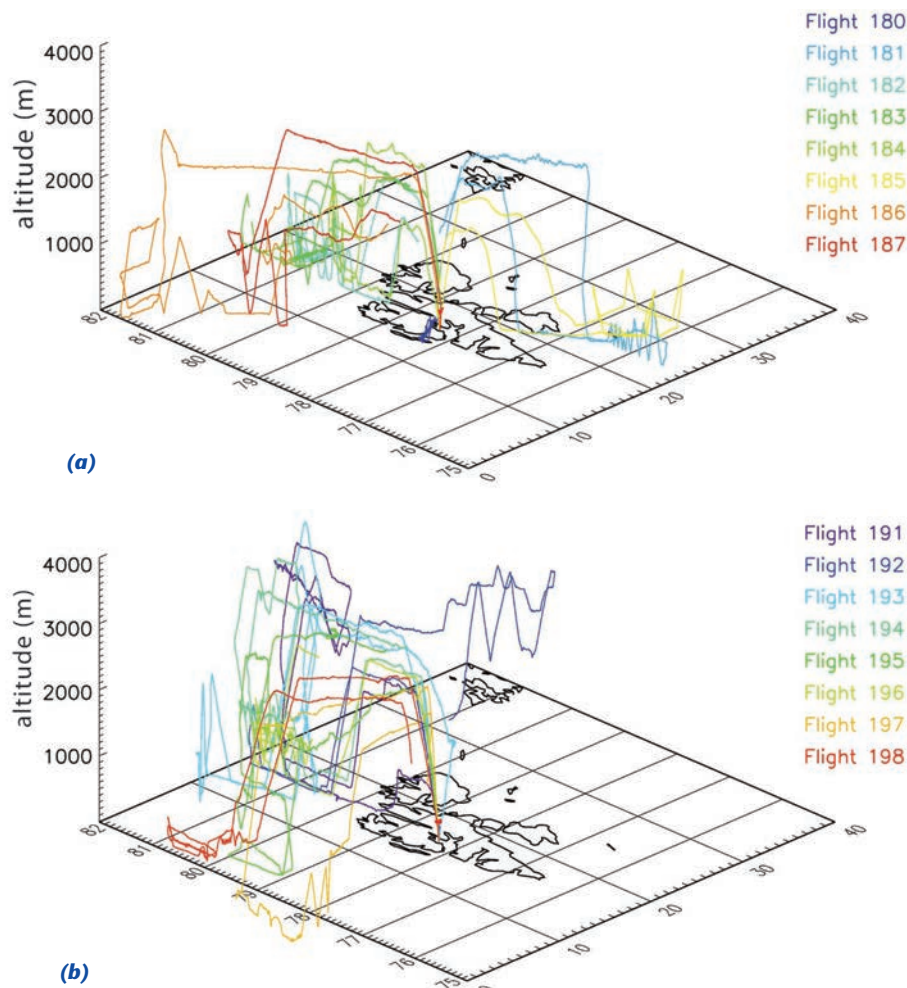 Flight 180
Flight 181
Flight 182
Flight 183
Flight 184
Flight 185
Flight 186
Flight 187
altitude (m)
4000
3000
2000
1000
82
81
80
79
78
77
76
75
0
10
20
30
40
(a)
Flight 191
Flight 192
Flight 193
Flight 194
Flight 195
Flight 196
Flight 197
Flight 198
altitude (m)
4000
3000
2000
1000
82
81
80
79
78
77
76
75
0
10
20
30
40
(b)